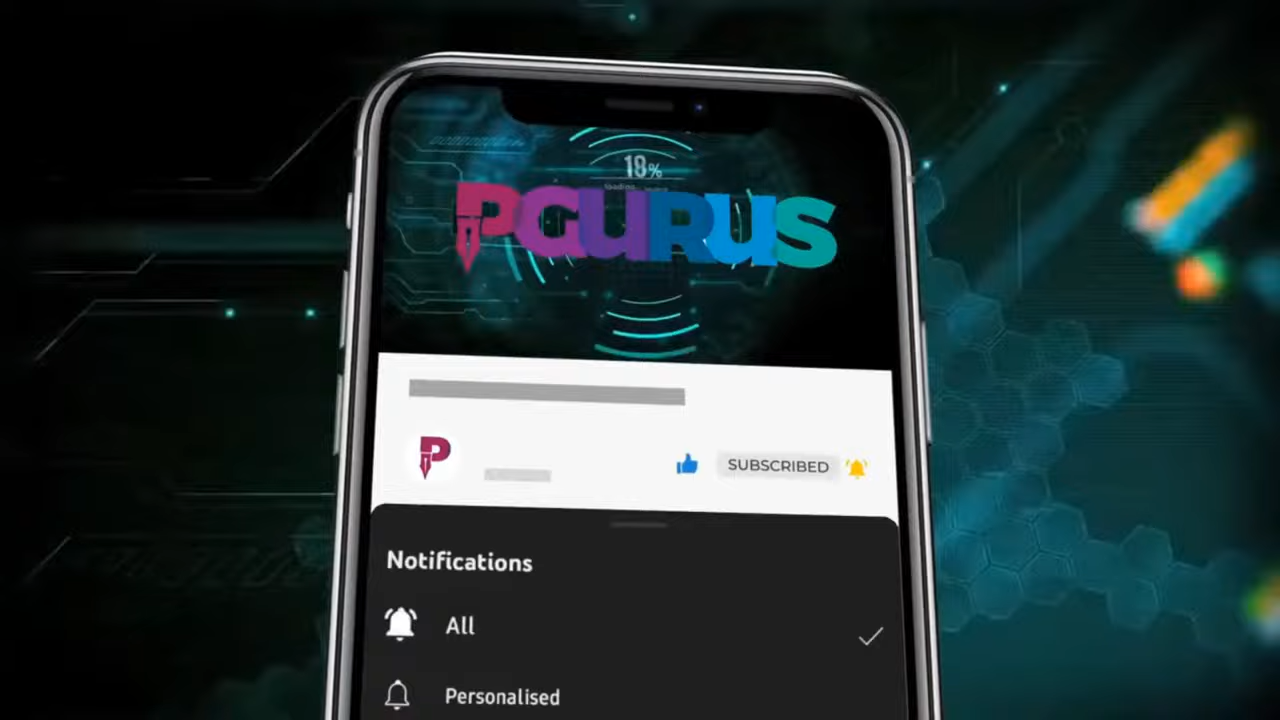 18%
PGURUS
P
SUBSCRIBED
Notifications
All
Personalised